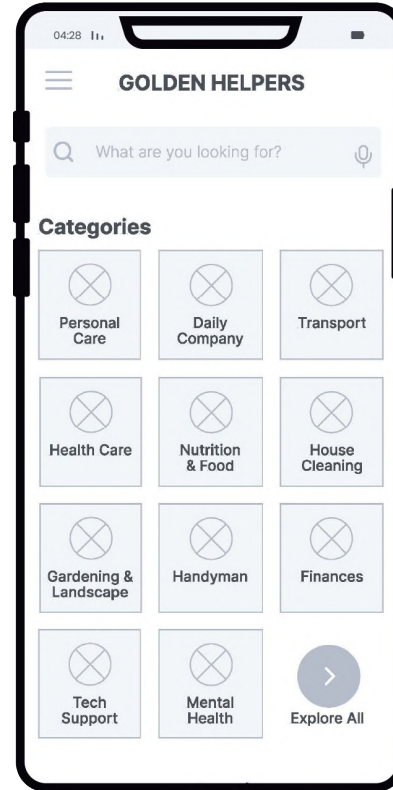 04:28
GOLDEN HELPERS
What are you looking for?
Categories
Personal
Care
Daily
Company
Transport
Health Care
Nutrition
& Food
House
Cleaning
Gardening &
Landscape
Handyman
Finances
Tech
Support
Mental
Health
Explore All